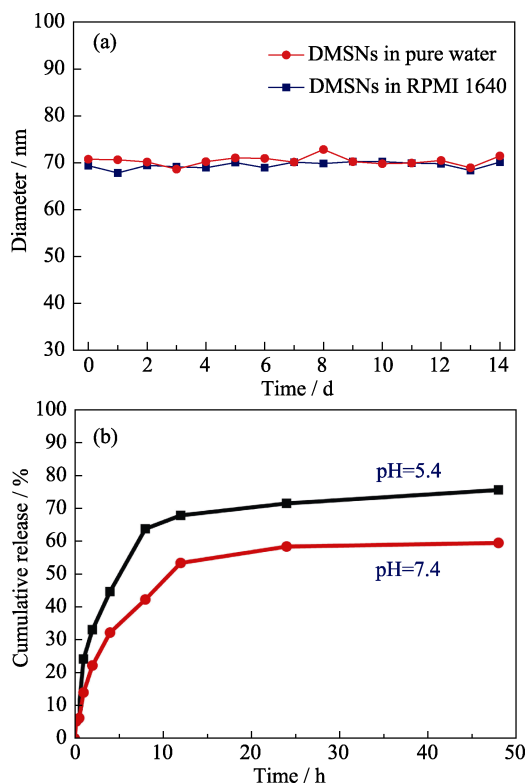 (a)
DMSNs in pure water
DMSNs in RPMI 1640
100
90
80
70
60
50
40
30
Diameter / nm
0 2 4 6 8 10 12 14
Time / d
(b)
100
90
80
70
60
50
40
30
20
10
0
Cumulative release / %
pH=5.4
pH=7.4
0 10 20 30 40 50
Time / h